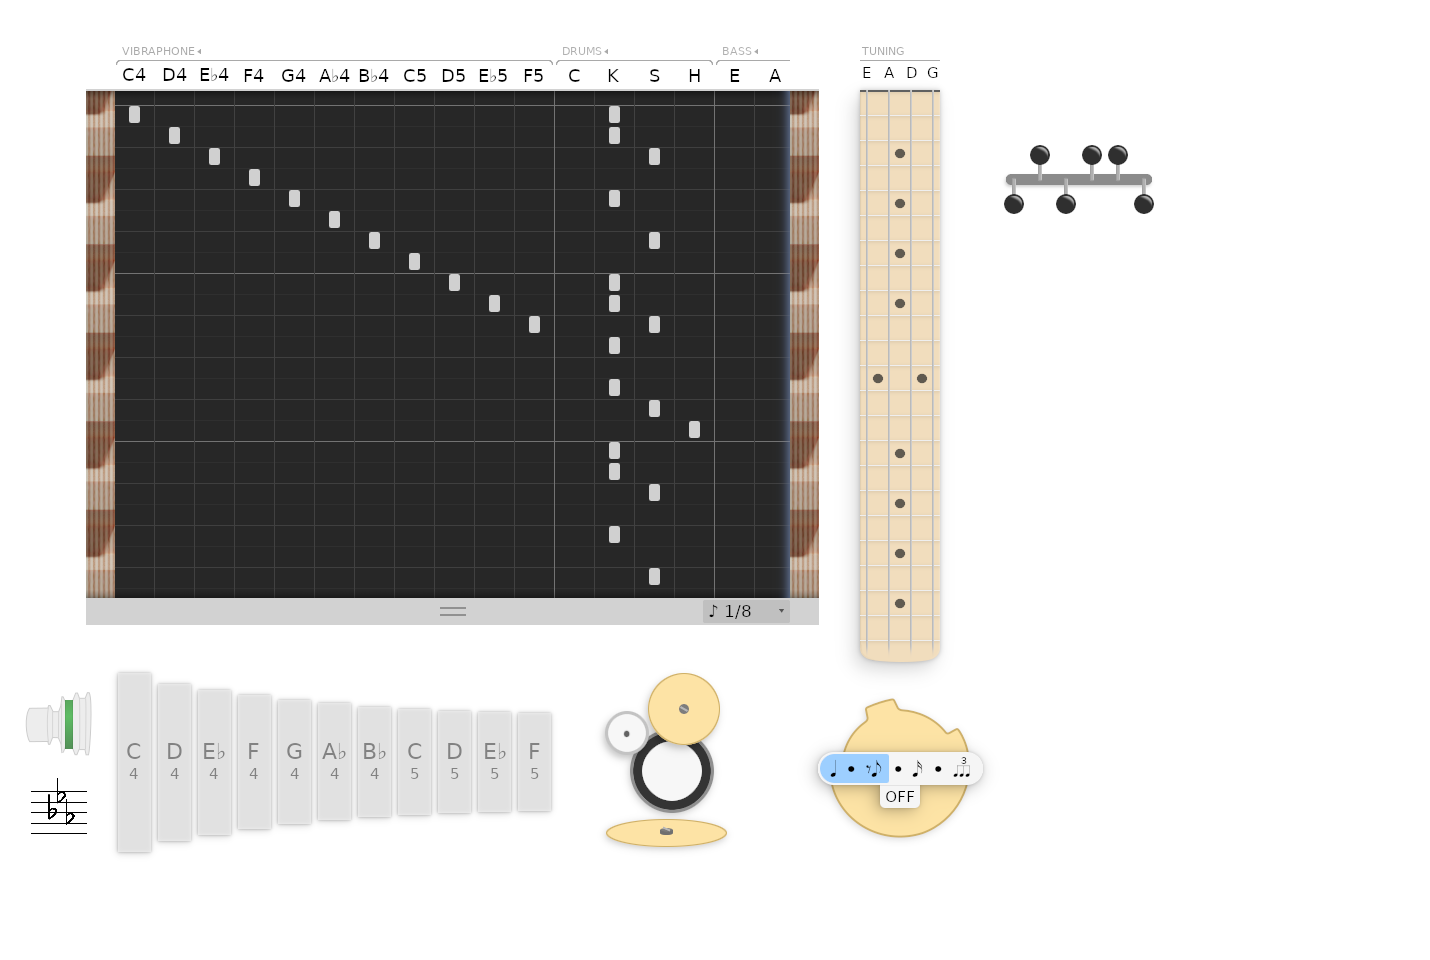 VIBRAPHONE DRUMS BASS TUNING
C4 D4 E♭4 F4 G4 A♭4 B♭4 C5 D5 E♭5 F5 C K S H E A E A D G
♪ 1/8
C D E♭ F G A♭ B♭ C D E♭ F
4 4 4 4 4 4 4 5 5 5 5
3
OFF